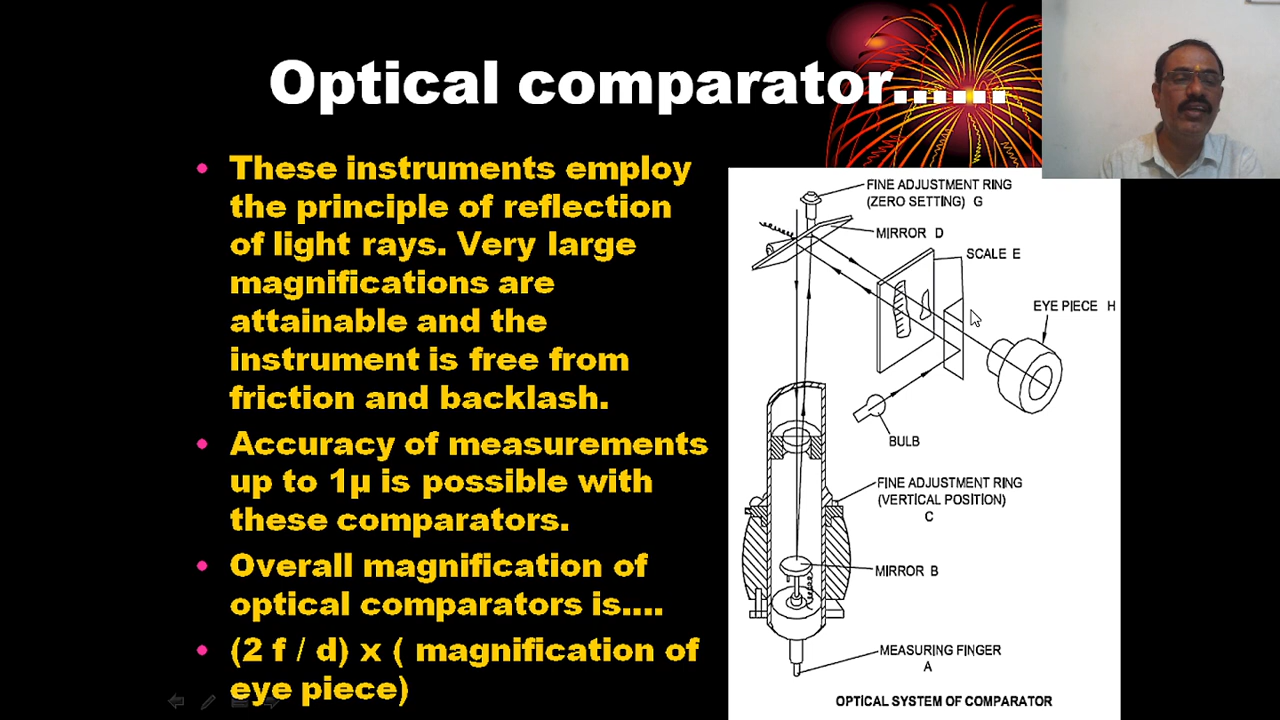 Optical comparator......
• These instruments employ
the principle of reflection
of light rays. Very large
magnifications are
attainable and the
instrument is free from
friction and backlash.
• Accuracy of measurements
up to 1µ is possible with
these comparators.
• Overall magnification of
optical comparators is....
• (2 f / d) x ( magnification of
eye piece)
FINE ADJUSTMENT RING
(ZERO SETTING) G
MIRROR D
SCALE E
EYE PIECE H
BULB
FINE ADJUSTMENT RING
(VERTICAL POSITION)
C
MIRROR B
MEASURING FINGER
A
OPTICAL SYSTEM OF COMPARATOR